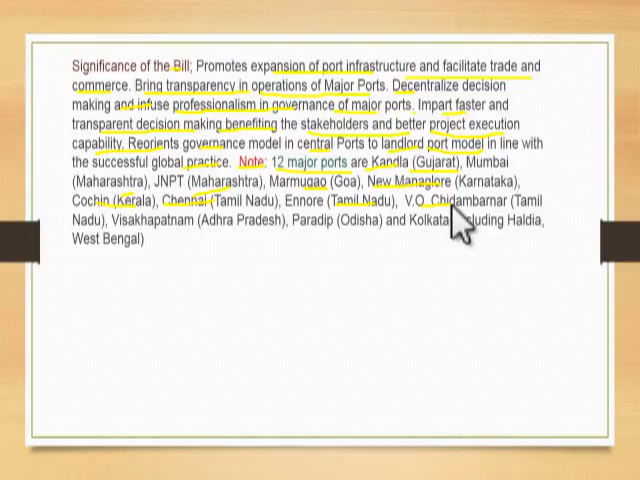 Significance of the Bill; Promotes expansion of port infrastructure and facilitate trade and
commerce. Bring transparency in operations of Major Ports. Decentralize decision
making and infuse professionalism in governance of major ports. Impart faster and
transparent decision making benefiting the stakeholders and better project execution
capability. Reorients governance model in central Ports to landlord port model in line with
the successful global practice. Note: 12 major ports are Kandla (Gujarat), Mumbai
(Maharashtra), JNPT (Maharashtra), Marmugao (Goa), New Managlore (Karnataka),
Cochin (Kerala), Chennai (Tamil Nadu), Ennore (Tamil Nadu), V.O. Chidambarnar (Tamil
Nadu), Visakhapatnam (Adhra Pradesh), Paradip (Odisha) and Kolkata Haldia,
West Bengal)